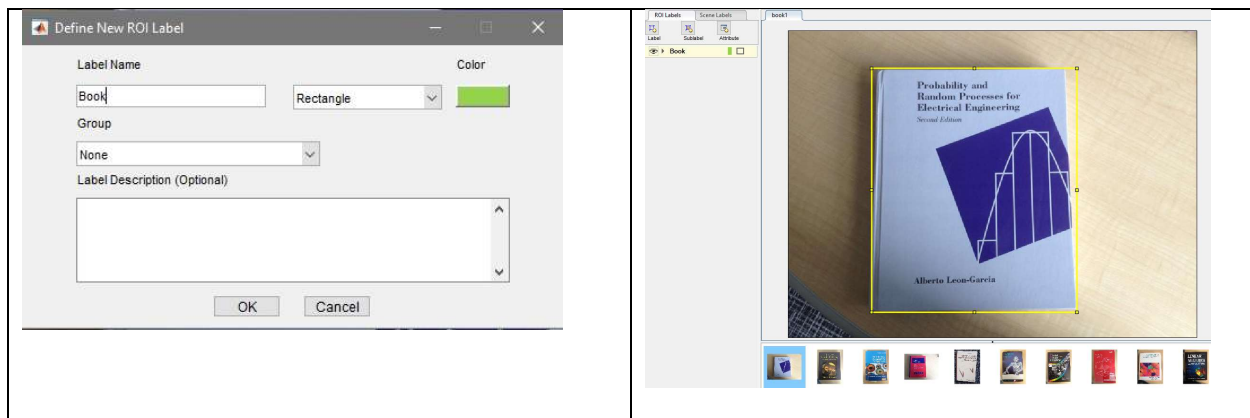 Define New ROI Label
Label Name
Color
Book
Rectangle
Group
None
Label Description (Optional)
OK
Cancel
ROI Labels
Scene Labels
book1
Label
Sublabel
Attribute
Book
Probability and
Random Processes for
Electrical Engineering
Second Edition
Alberto Leon-Garcia